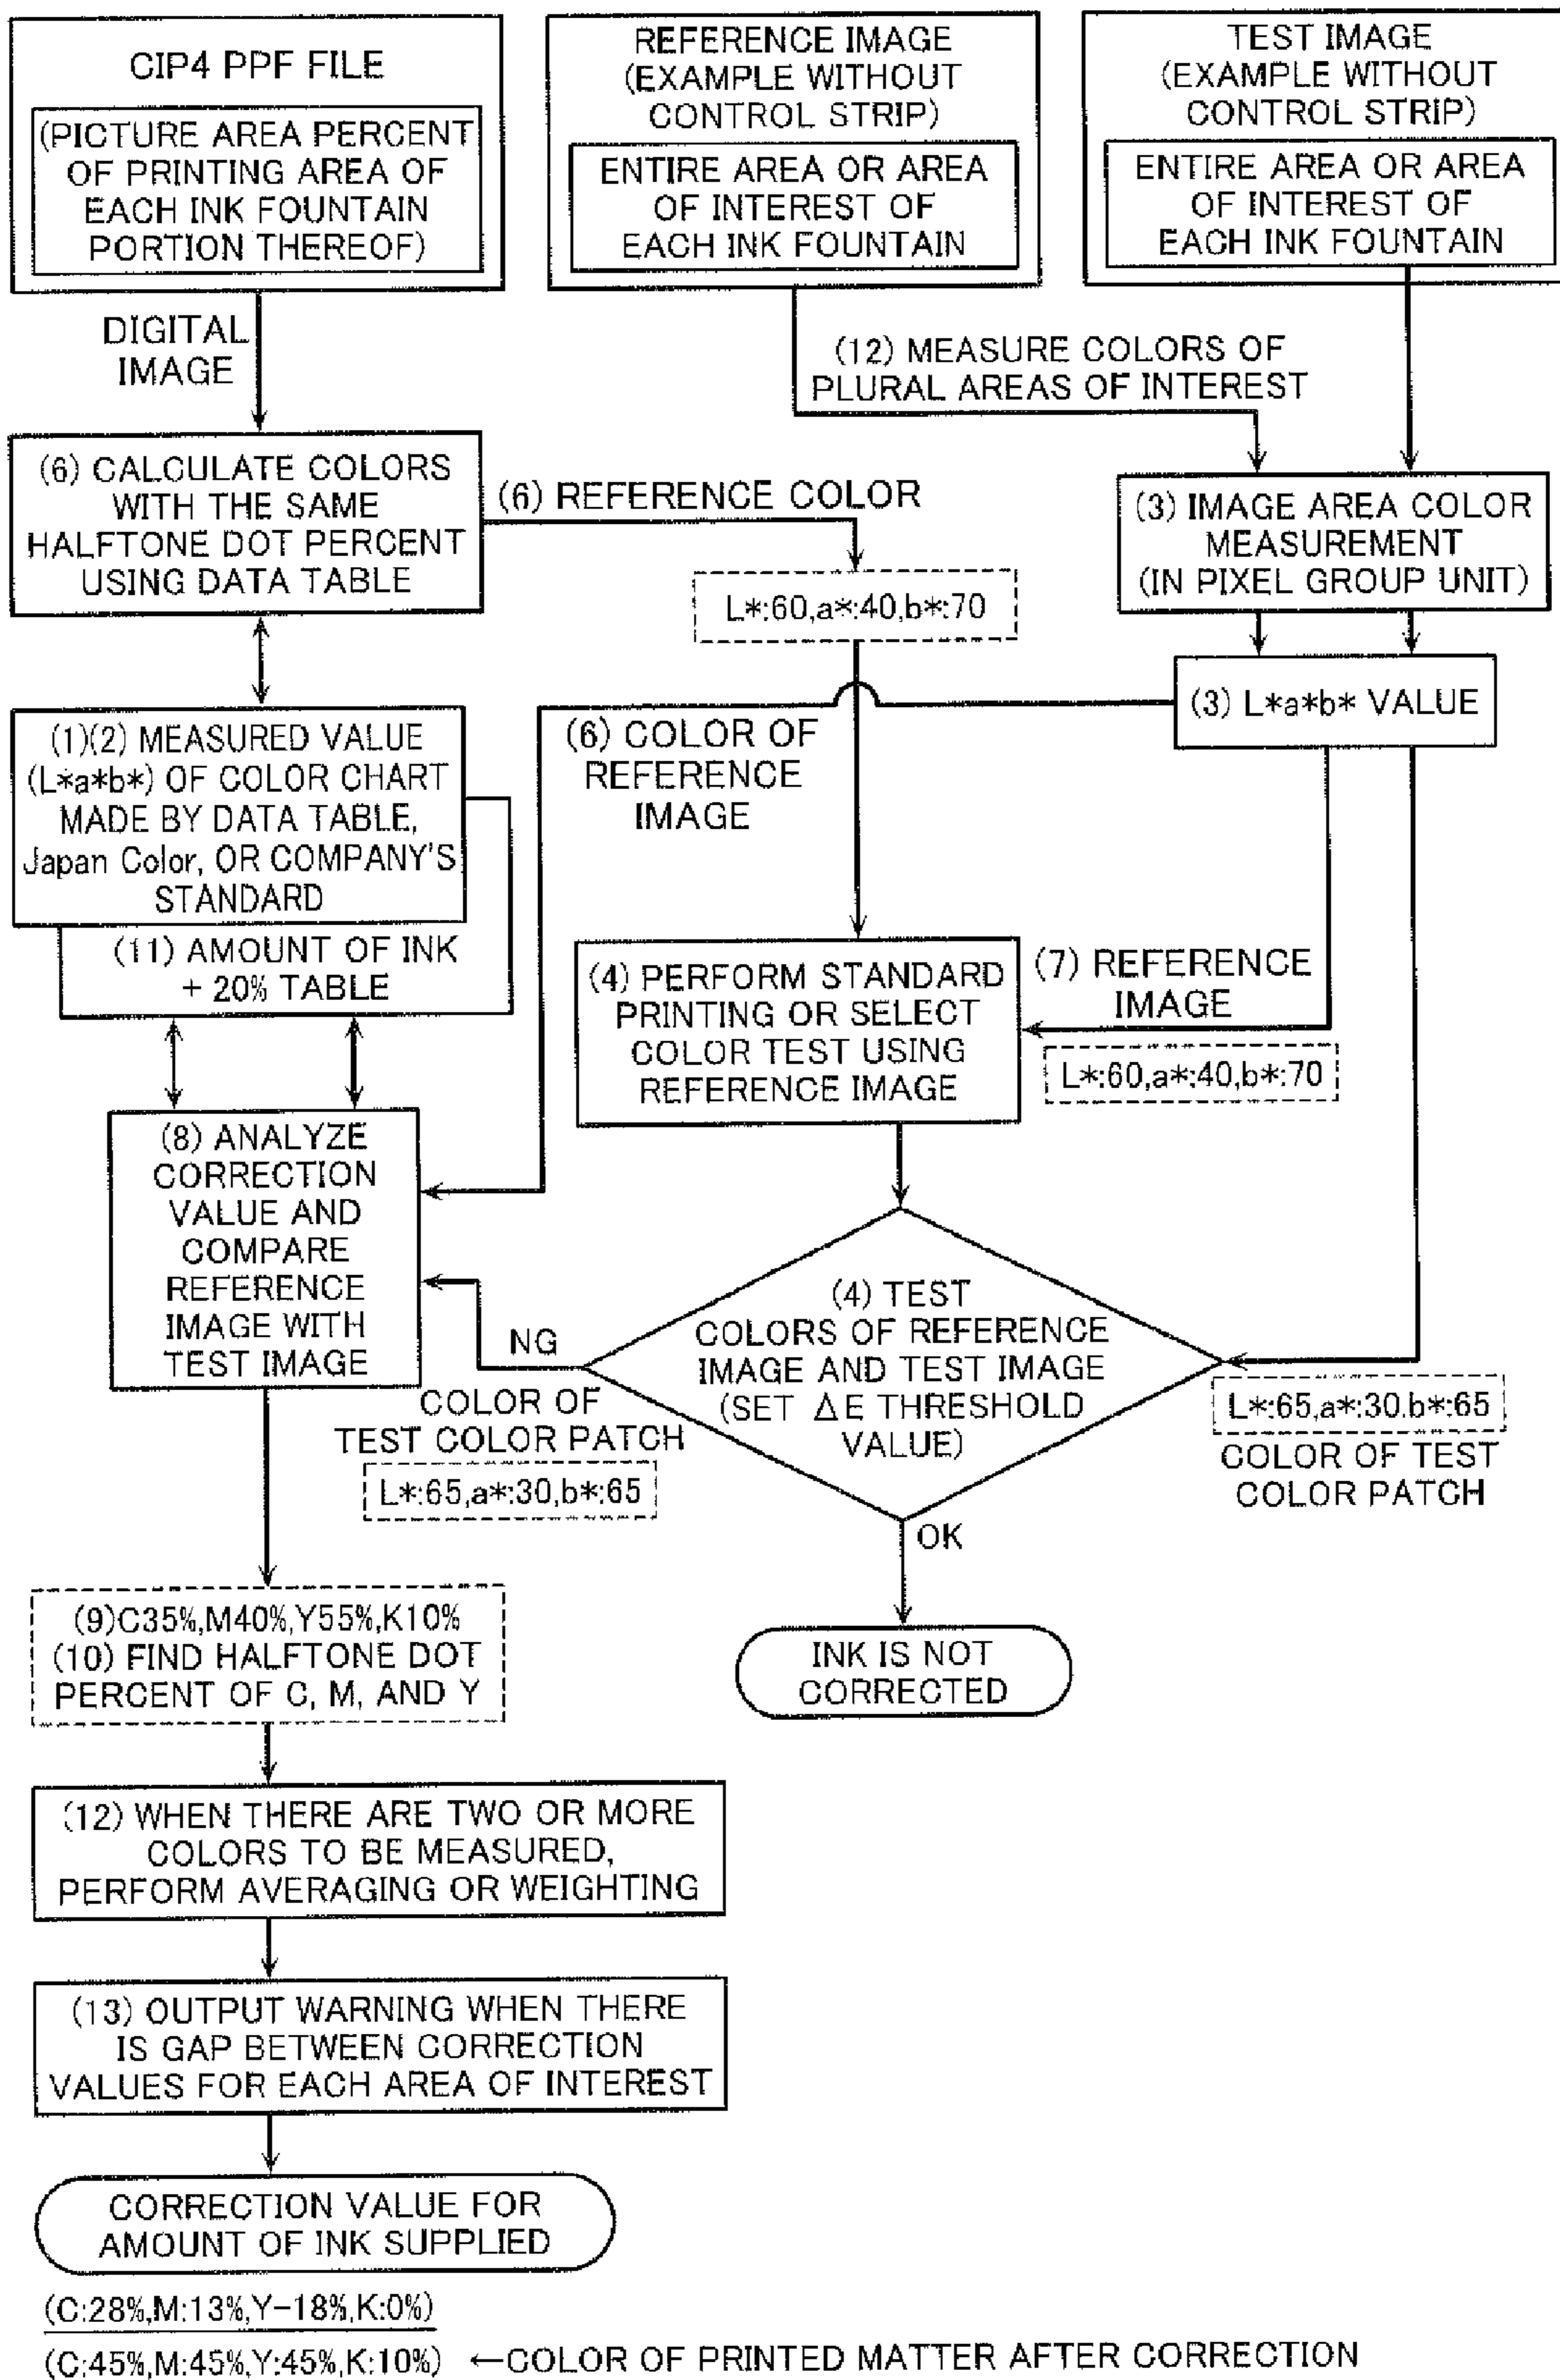 CIP4 PPF FILE
(PICTURE AREA PERCENT
OF PRINTING AREA OF
EACH INK FOUNTAIN
PORTION THEREOF)
REFERENCE IMAGE
(EXAMPLE WITHOUT
CONTROL STRIP)
ENTIRE AREA OR AREA
OF INTEREST OF
EACH INK FOUNTAIN
TEST IMAGE
(EXAMPLE WITHOUT
CONTROL STRIP)
ENTIRE AREA OR AREA
OF INTEREST OF
EACH INK FOUNTAIN
DIGITAL
IMAGE
(12) MEASURE COLORS OF
PLURAL AREAS OF INTEREST
(6) CALCULATE COLORS
WITH THE SAME
HALFTONE DOT PERCENT
USING DATA TABLE
(6) REFERENCE COLOR
L*:60,a*:40,b*:70
(3) IMAGE AREA COLOR
MEASUREMENT
(IN PIXEL GROUP UNIT)
(3) L*a*b* VALUE
(1)(2) MEASURED VALUE
(L*a*b*) OF COLOR CHART
MADE BY DATA TABLE,
Japan Color, OR COMPANY'S
STANDARD
(11) AMOUNT OF INK
+ 20% TABLE
(6) COLOR OF
REFERENCE
IMAGE
(4) PERFORM STANDARD
PRINTING OR SELECT
COLOR TEST USING
REFERENCE IMAGE
(7) REFERENCE
IMAGE
L*:60,a*:40,b*:70
(8) ANALYZE
CORRECTION
VALUE AND
COMPARE
REFERENCE
IMAGE WITH
TEST IMAGE
NG
COLOR OF
TEST COLOR PATCH
L*:65,a*:30,b*:65
(4) TEST
COLORS OF REFERENCE
IMAGE AND TEST IMAGE
(SET ΔE THRESHOLD
VALUE)
L*:65,a*:30,b*:65
COLOR OF TEST
COLOR PATCH
OK
INK IS NOT
CORRECTED
(9)C35%,M40%,Y55%,K10%
(10) FIND HALFTONE DOT
PERCENT OF C, M, AND Y
(12) WHEN THERE ARE TWO OR MORE
COLORS TO BE MEASURED,
PERFORM AVERAGING OR WEIGHTING
(13) OUTPUT WARNING WHEN THERE
IS GAP BETWEEN CORRECTION
VALUES FOR EACH AREA OF INTEREST
CORRECTION VALUE FOR
AMOUNT OF INK SUPPLIED
(C:28%,M:13%,Y-18%,K:0%)
(C:45%,M:45%,Y:45%,K:10%) ←COLOR OF PRINTED MATTER AFTER CORRECTION